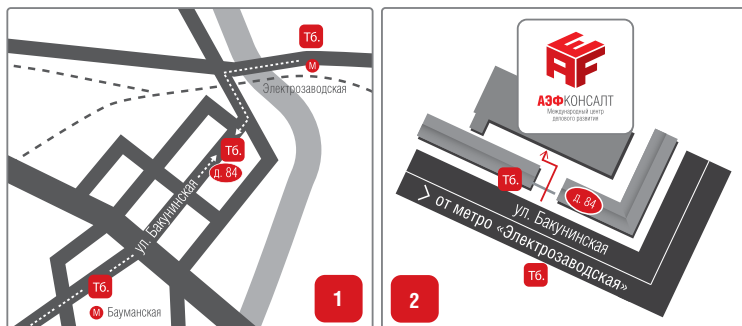 Тб.
М
Электрозаводская
Тб.
д. 84
ул. Бакунинская
Тб.
М Бауманская
1
AEF
АЭФКОНСАЛТ
Международный центр
делового развития
Тб.
д. 84
ул. Бакунинская
> от метро «Электрозаводская»
Тб.
2